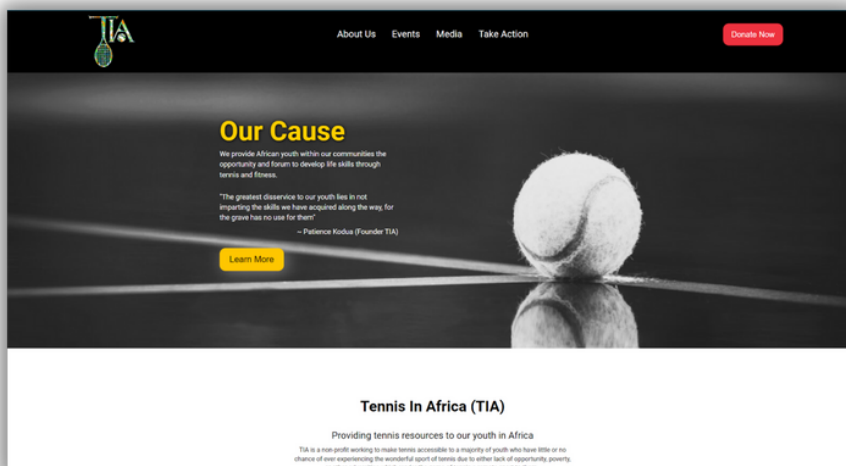 TIA
About Us Events Media Take Action
Donate Now
Our Cause
We provide African youth within our communities the
opportunity and forum to develop life skills through
tennis and fitness.
"The greatest disservice to our youth lies in not
imparting the skills we have acquired along the way, for
the grave has no use for them"
– Patience Kodua (Founder TIA)
Learn More
Tennis In Africa (TIA)
Providing tennis resources to our youth in Africa
TIA is a non-profit working to make tennis accessible to a majority of youth who have little or no
chance of ever experiencing the wonderful sport of tennis due to either lack of opportunity, poverty,